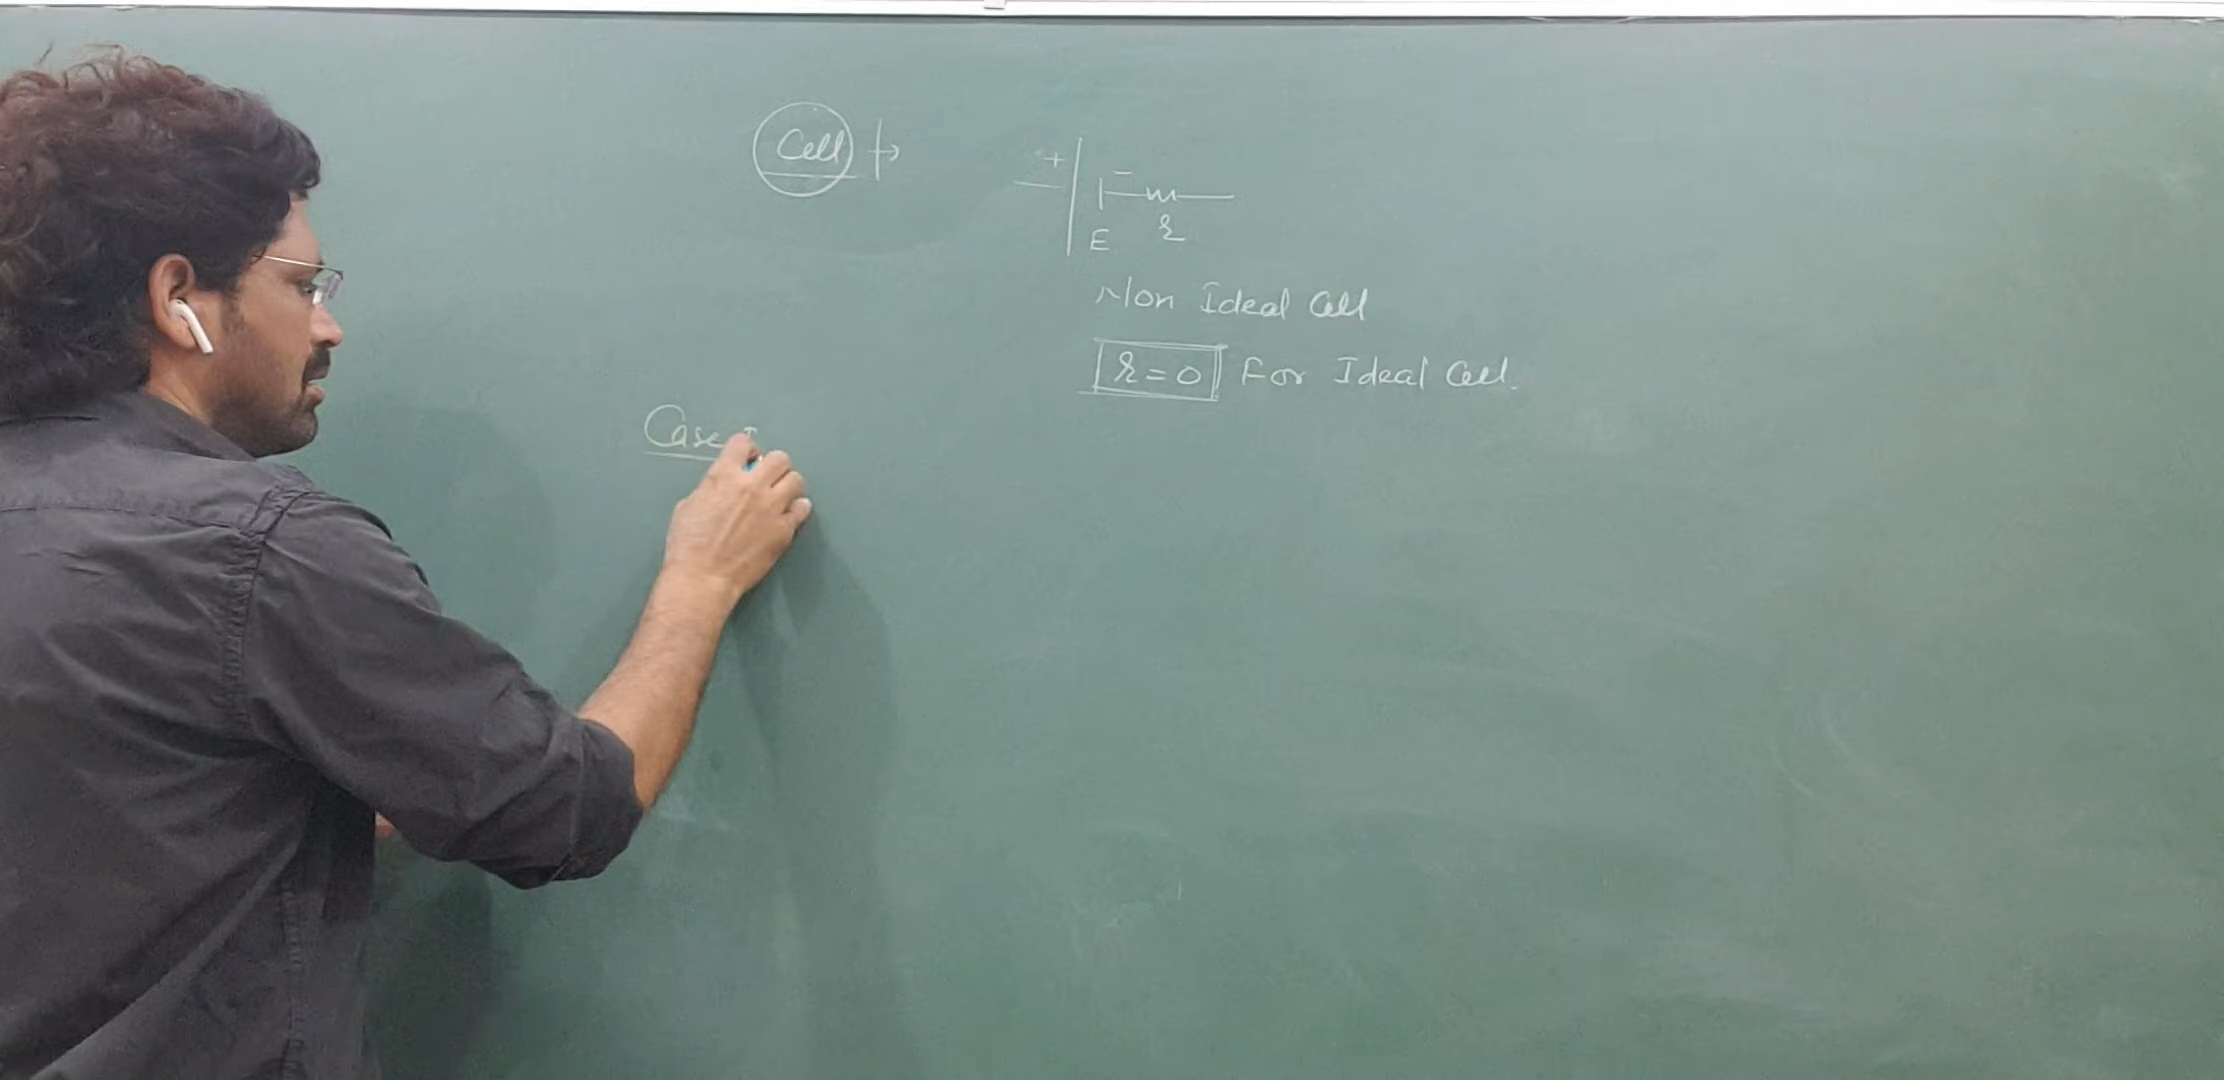 Cell →
+ -
E r
Non Ideal Cell
r = 0 For Ideal Cell.
Case